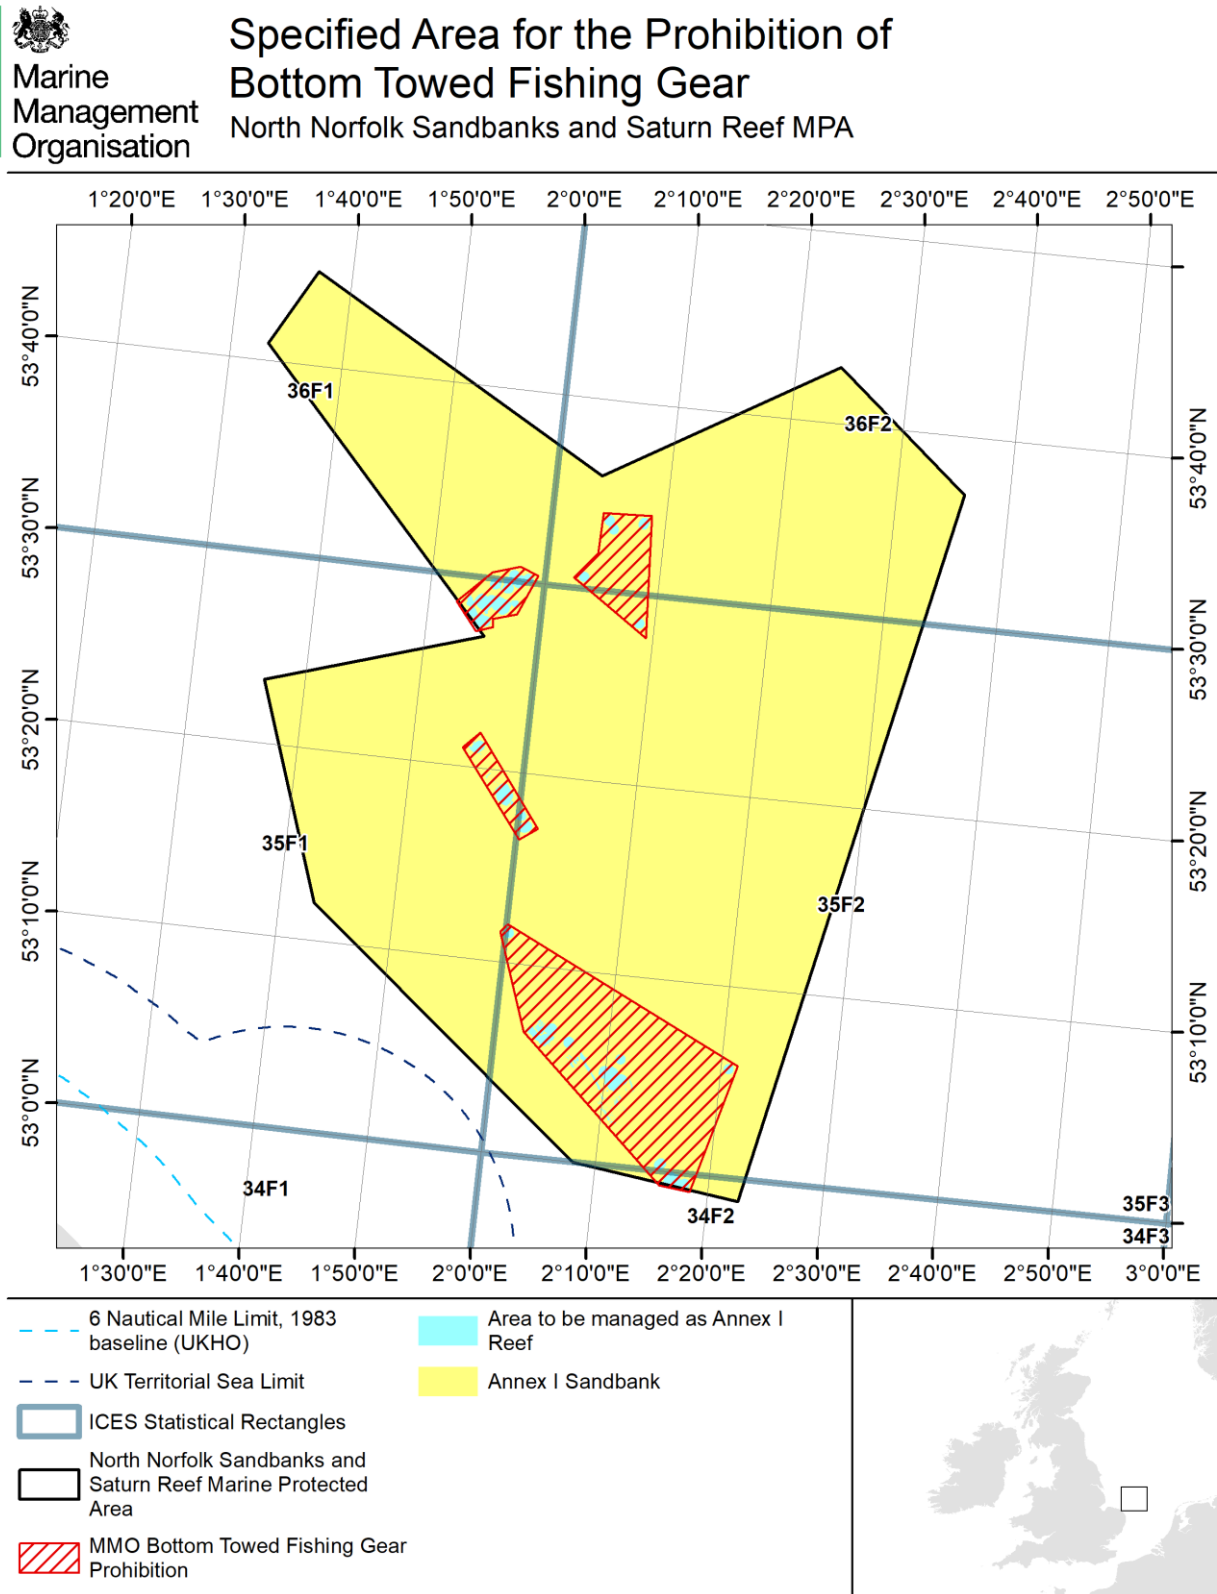 Marine
Management
Organisation
Specified Area for the Prohibition of
Bottom Towed Fishing Gear
North Norfolk Sandbanks and Saturn Reef MPA
1°20'0"E 1°30'0"E 1°40'0"E 1°50'0"E 2°0'0"E 2°10'0"E 2°20'0"E 2°30'0"E 2°40'0"E 2°50'0"E
53°40'0"N
53°30'0"N
53°20'0"N
53°10'0"N
53°0'0"N
36F1
36F2
35F1
35F2
34F1
34F2
35F3
34F3
53°40'0"N
53°30'0"N
53°20'0"N
53°10'0"N
1°30'0"E 1°40'0"E 1°50'0"E 2°0'0"E 2°10'0"E 2°20'0"E 2°30'0"E 2°40'0"E 2°50'0"E 3°0'0"E
6 Nautical Mile Limit, 1983
baseline (UKHO)
UK Territorial Sea Limit
ICES Statistical Rectangles
North Norfolk Sandbanks and
Saturn Reef Marine Protected
Area
MMO Bottom Towed Fishing Gear
Prohibition
Area to be managed as Annex I
Reef
Annex I Sandbank